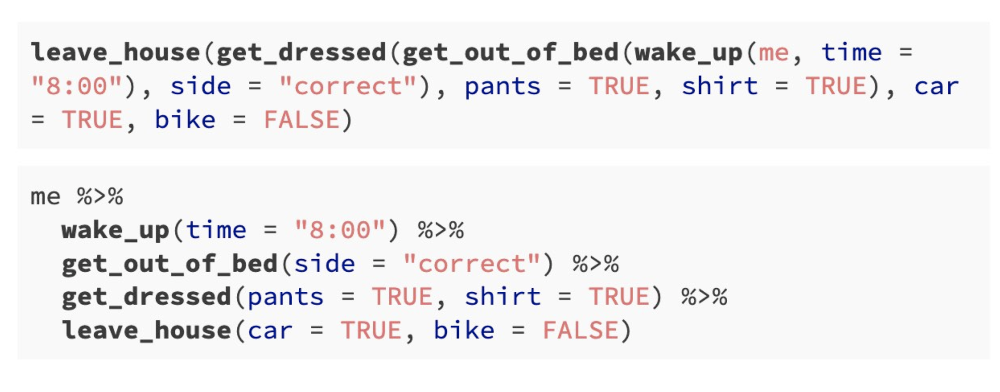 leave_house(get_dressed(get_out_of_bed(wake_up(me, time =
"8:00"), side = "correct"), pants = TRUE, shirt = TRUE), car
= TRUE, bike = FALSE)
me %>%
  wake_up(time = "8:00") %>%
  get_out_of_bed(side = "correct") %>%
  get_dressed(pants = TRUE, shirt = TRUE) %>%
  leave_house(car = TRUE, bike = FALSE)